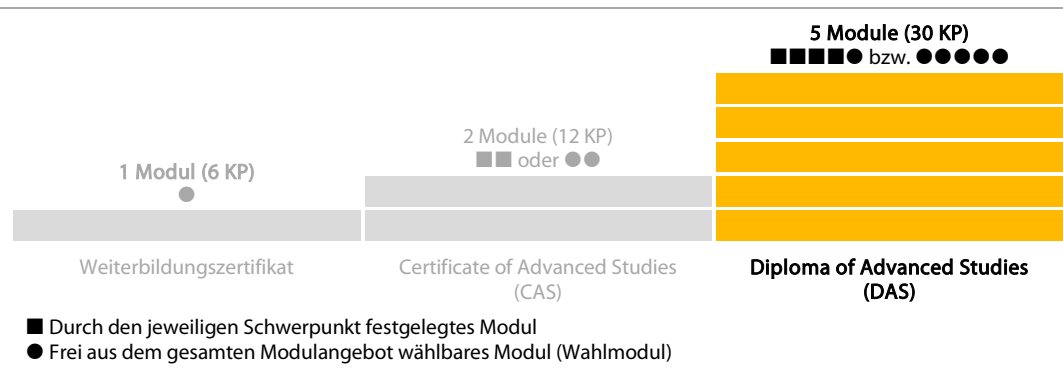 5 Module (30 KP)
■■■■● bzw. ●●●●●
2 Module (12 KP)
■■ oder ●●
1 Modul (6 KP)
●
Weiterbildungszertifikat
Certificate of Advanced Studies
(CAS)
Diploma of Advanced Studies
(DAS)
■ Durch den jeweiligen Schwerpunkt festgelegtes Modul
● Frei aus dem gesamten Modulangebot wählbares Modul (Wahlmodul)